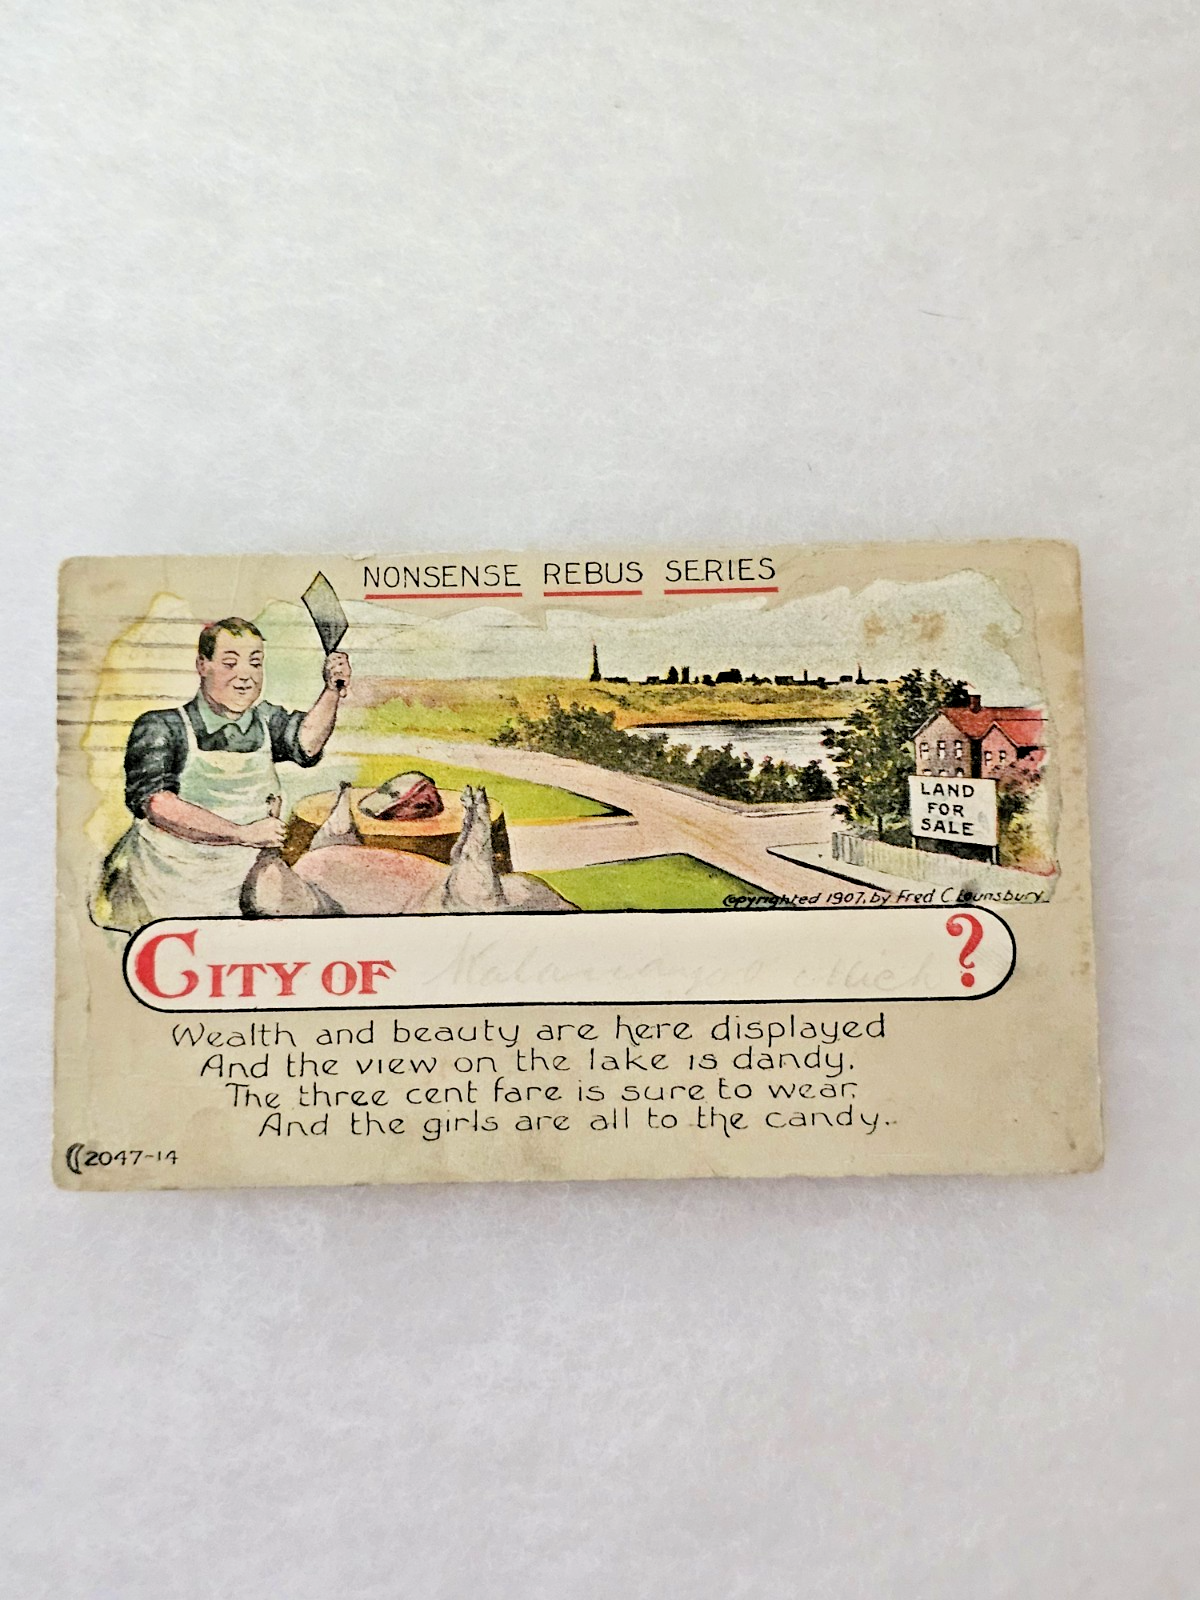 NONSENSE REBUS SERIES
LAND
FOR
SALE
Copyrighted 1907, by Fred C Lounsbury
CITY OF Kalamazoo Mich ?
Wealth and beauty are here displayed
And the view on the lake is dandy.
The three cent fare is sure to wear,
And the girls are all to the candy.
2047-14